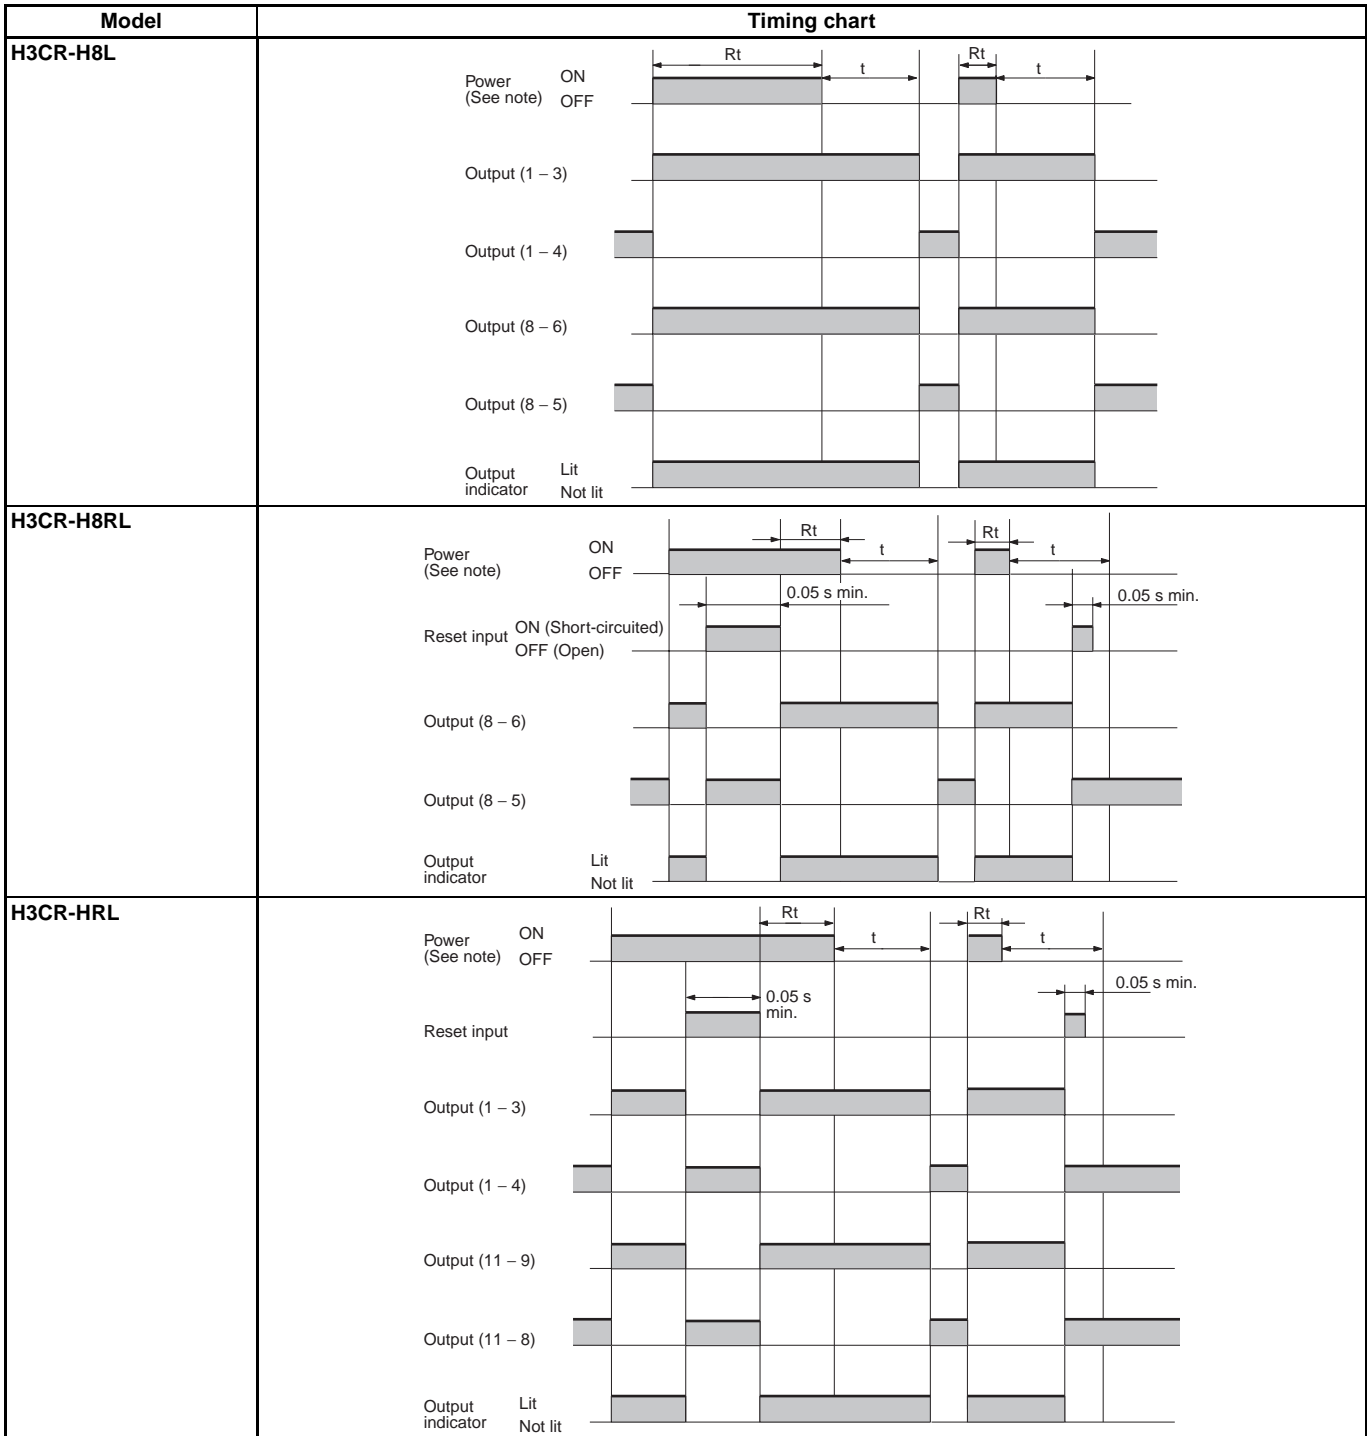 Model Timing chart
H3CR-H8L
Rt t Rt t
Power (See note) ON OFF
Output (1 – 3)
Output (1 – 4)
Output (8 – 6)
Output (8 – 5)
Output indicator Lit Not lit
H3CR-H8RL
Rt t Rt t
Power (See note) ON OFF
0.05 s min. 0.05 s min.
Reset input ON (Short-circuited) OFF (Open)
Output (8 – 6)
Output (8 – 5)
Output indicator Lit Not lit
H3CR-HRL
Rt t Rt t
Power (See note) ON OFF
0.05 s min. 0.05 s min.
Reset input
Output (1 – 3)
Output (1 – 4)
Output (11 – 9)
Output (11 – 8)
Output indicator Lit Not lit